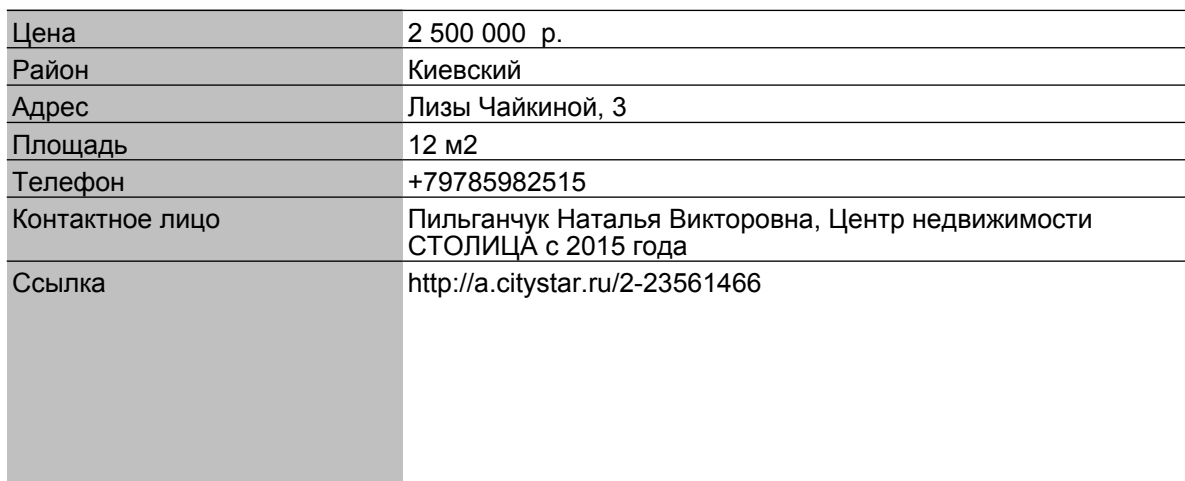 Цена 2 500 000 р.
Район Киевский
Адрес Лизы Чайкиной, 3
Площадь 12 м2
Телефон +79785982515
Контактное лицо Пильганчук Наталья Викторовна, Центр недвижимости
СТОЛИЦА с 2015 года
Ссылка http://a.citystar.ru/2-23561466